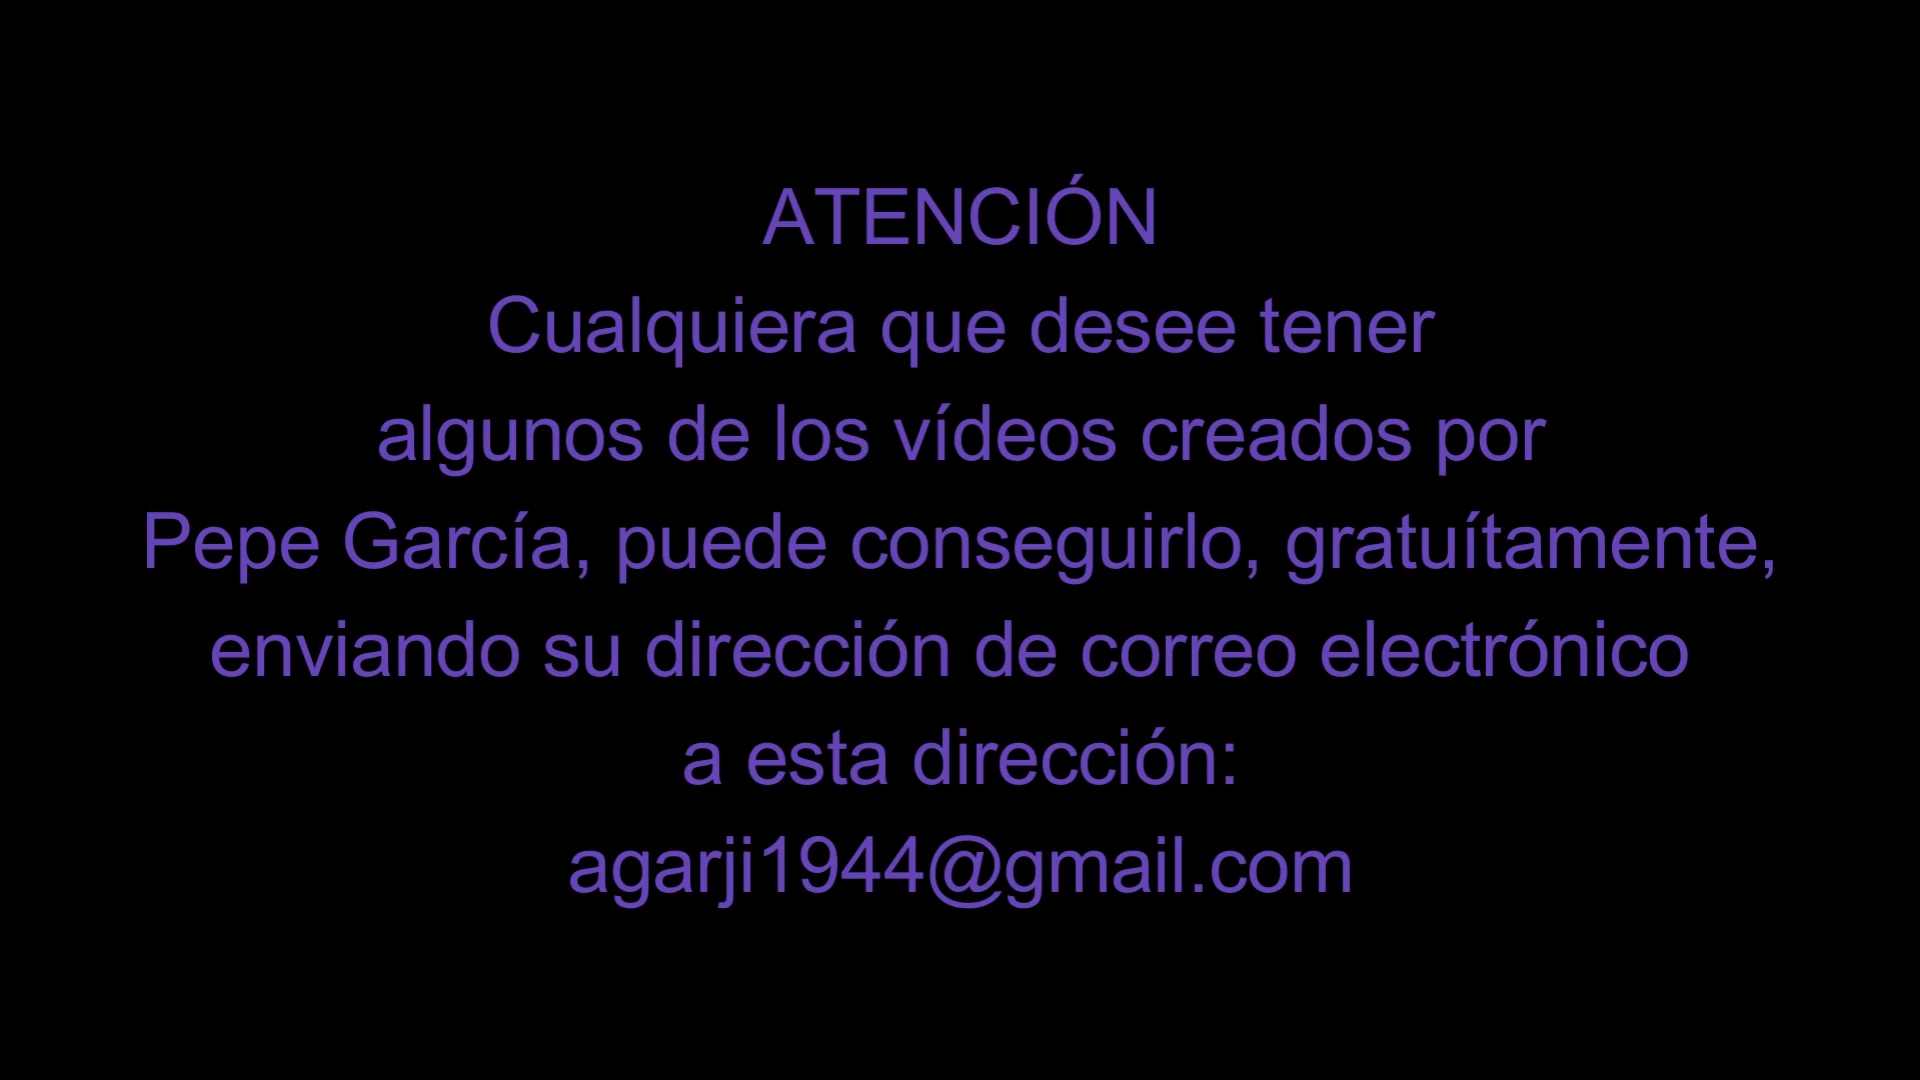 ATENCIÓN
Cualquiera que desee tener
algunos de los vídeos creados por
Pepe García, puede conseguirlo, gratuítamente,
enviando su dirección de correo electrónico
a esta dirección:
agarji1944@gmail.com